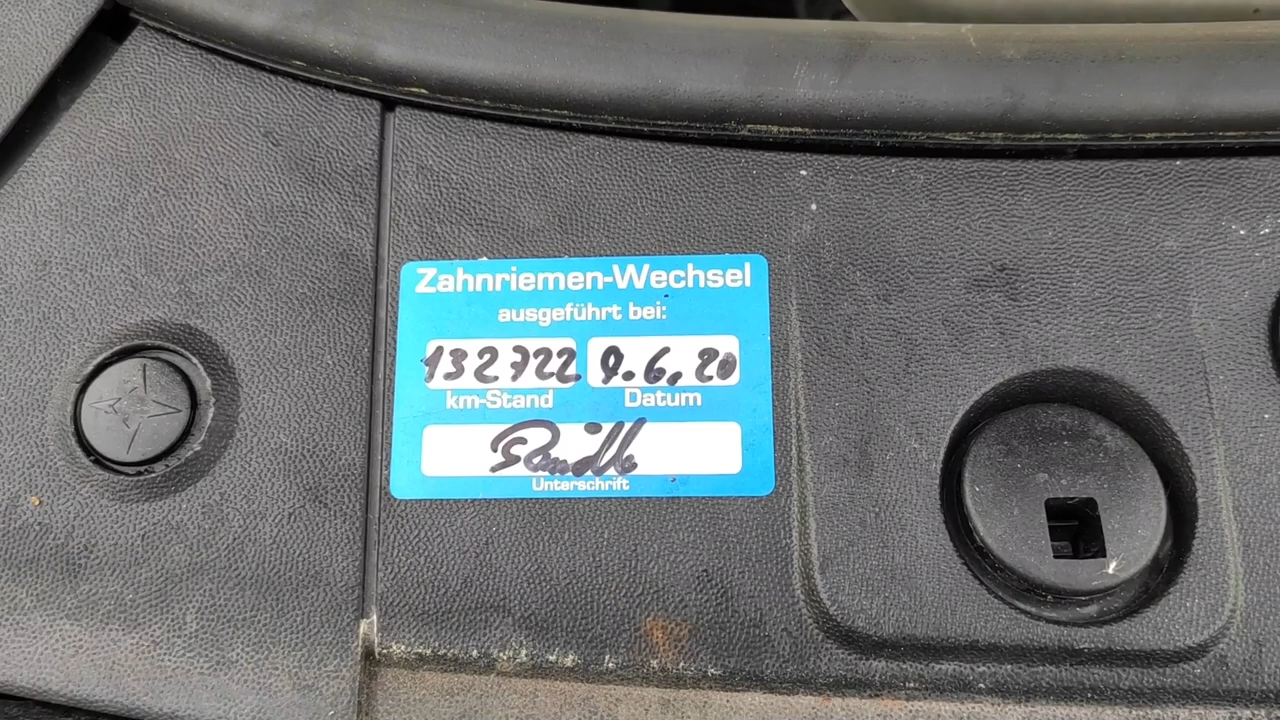 Zahnriemen-Wechsel
ausgeführt bei:
132722 9.6.20
km-Stand Datum
Unterschrift